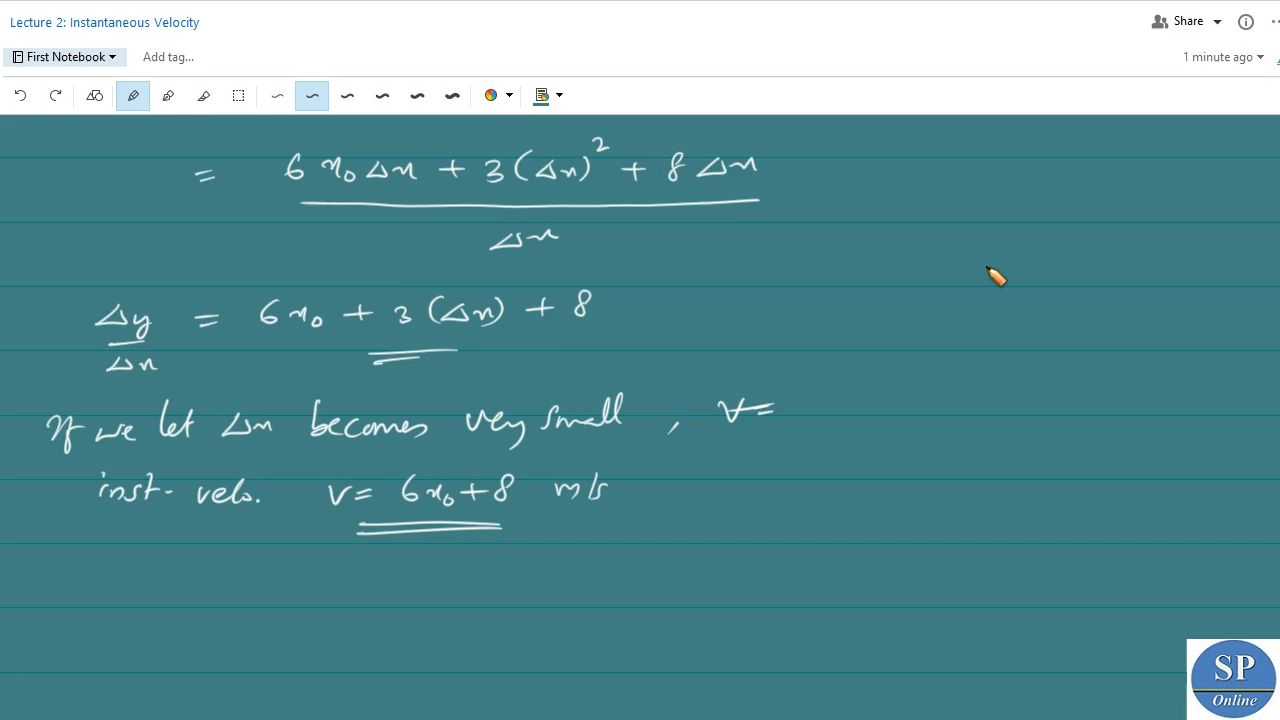 Lecture 2: Instantaneous Velocity
Share
First Notebook
Add tag...
1 minute ago
= 6x₀Δx + 3(Δx)² + 8Δx
Δx
Δy = 6x₀ + 3(Δx) + 8
Δx
If we let Δx becomes very small, v=
inst- velo. v = 6x₀+8 m/s
SP
Online